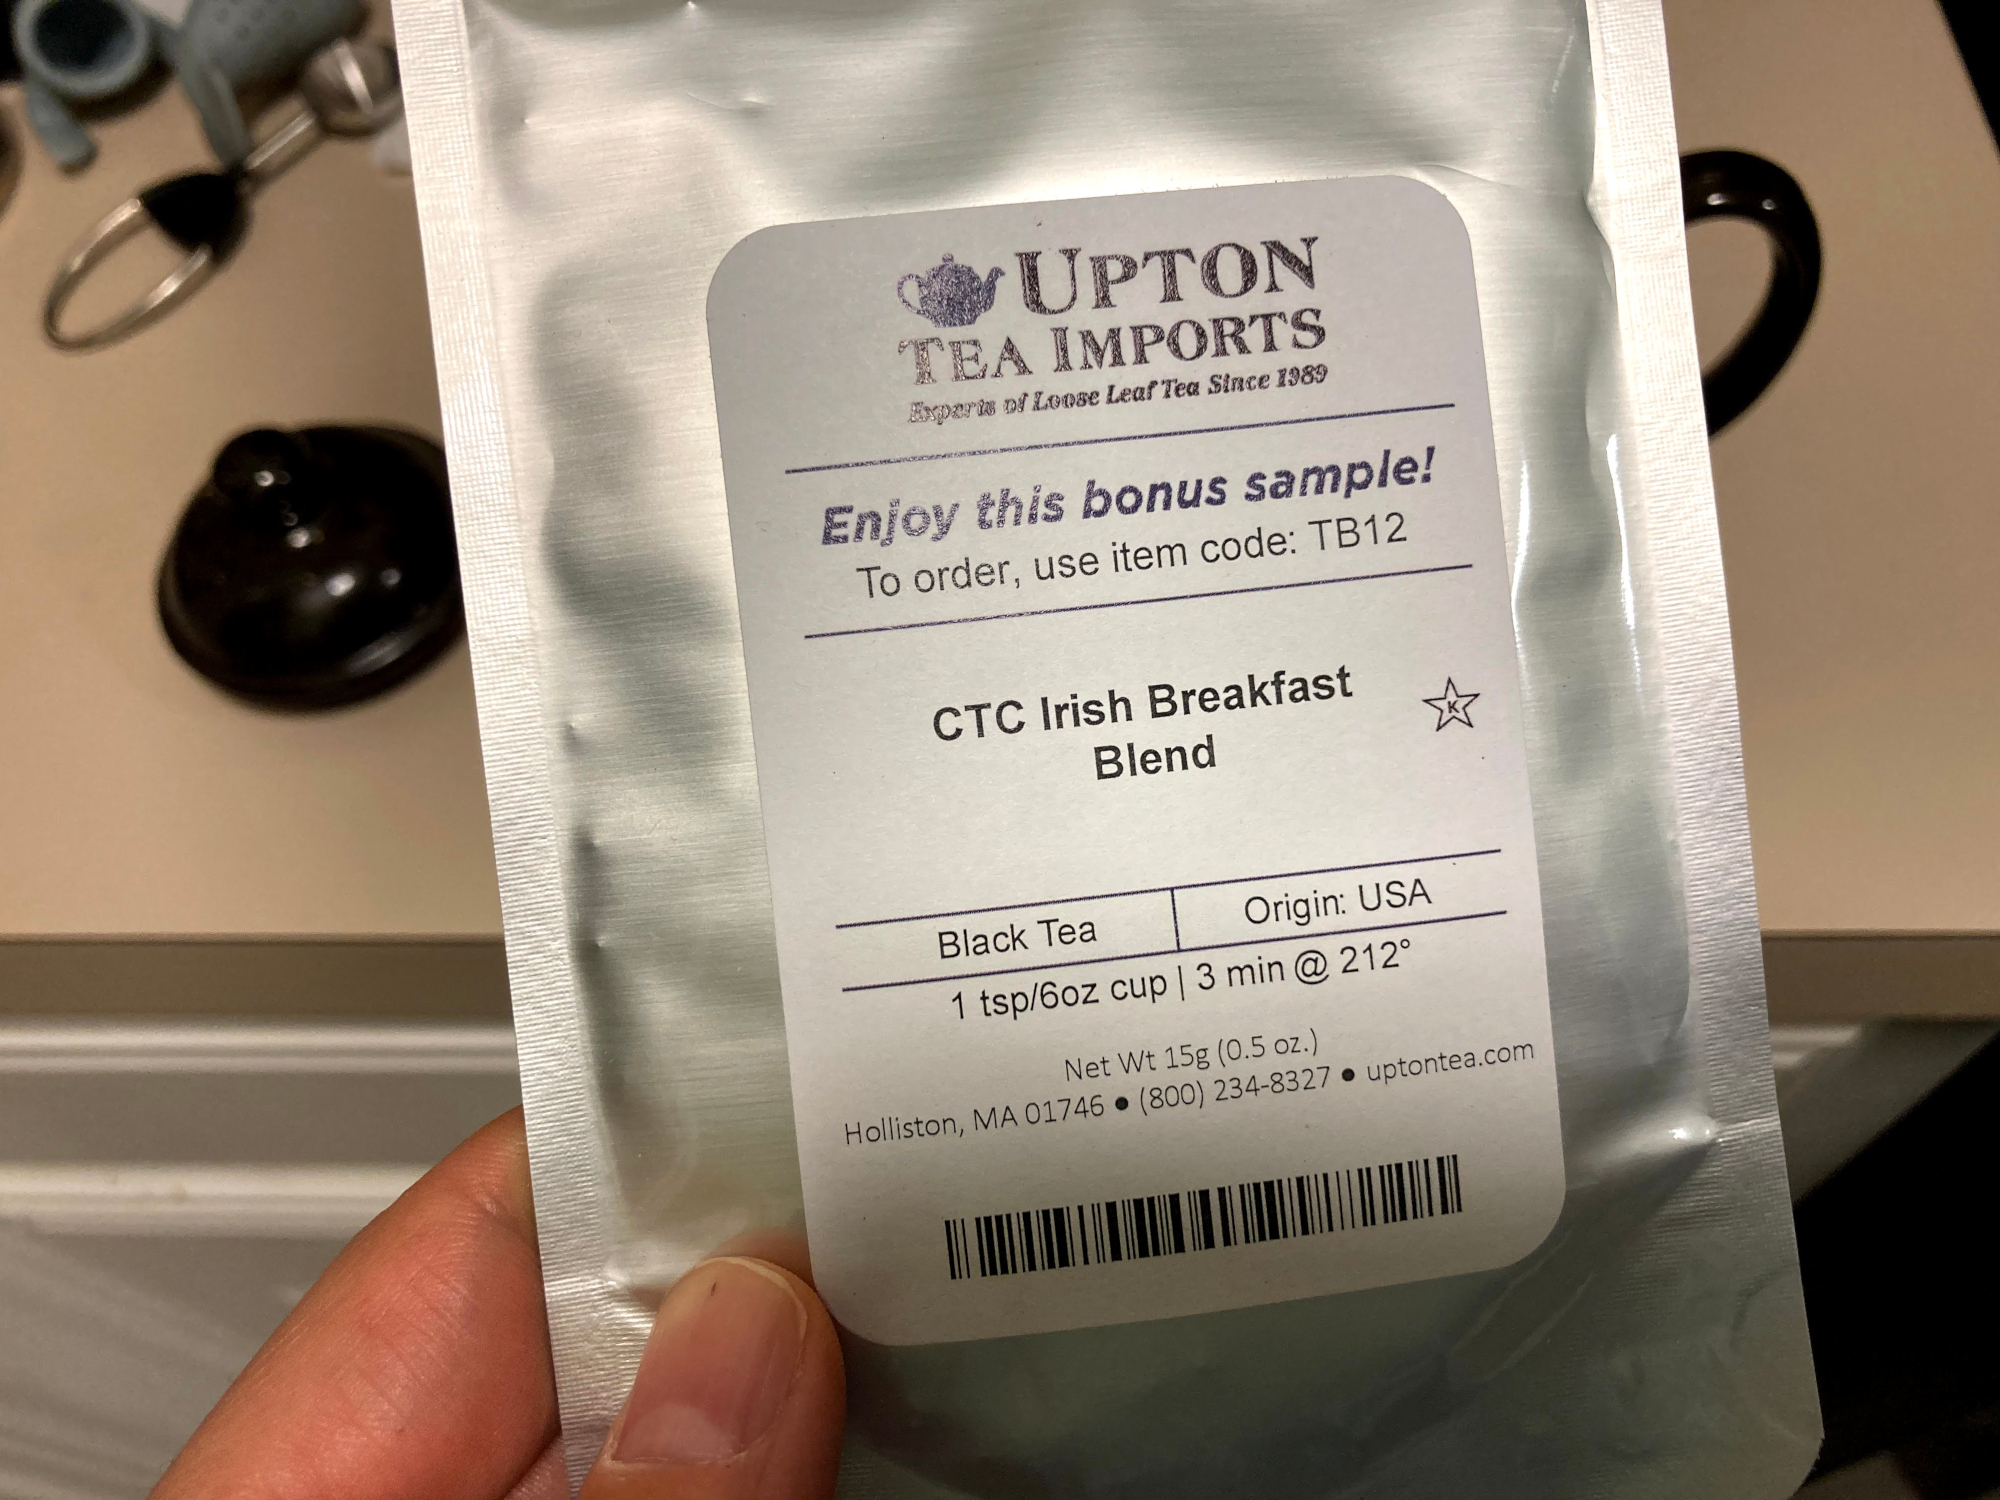 UPTON
TEA IMPORTS
Experts of Loose Leaf Tea Since 1989
Enjoy this bonus sample!
To order, use item code: TB12
CTC Irish Breakfast
Blend
K
Black Tea
Origin: USA
1 tsp/6oz cup | 3 min @ 212°
Net Wt 15g (0.5 oz.)
Holliston, MA 01746 • (800) 234-8327 • uptontea.com